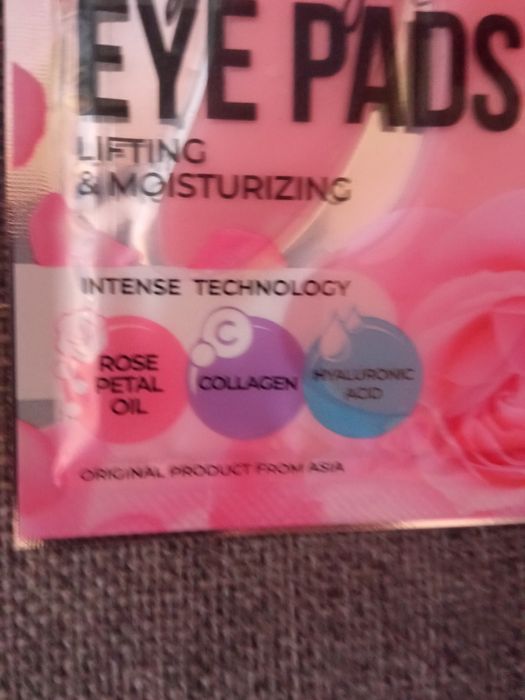 EYE PADS
LIFTING
& MOISTURIZING
INTENSE TECHNOLOGY
ROSE
PETAL
OIL
C
COLLAGEN
HYALURONIC
ACID
ORIGINAL PRODUCT FROM ASIA